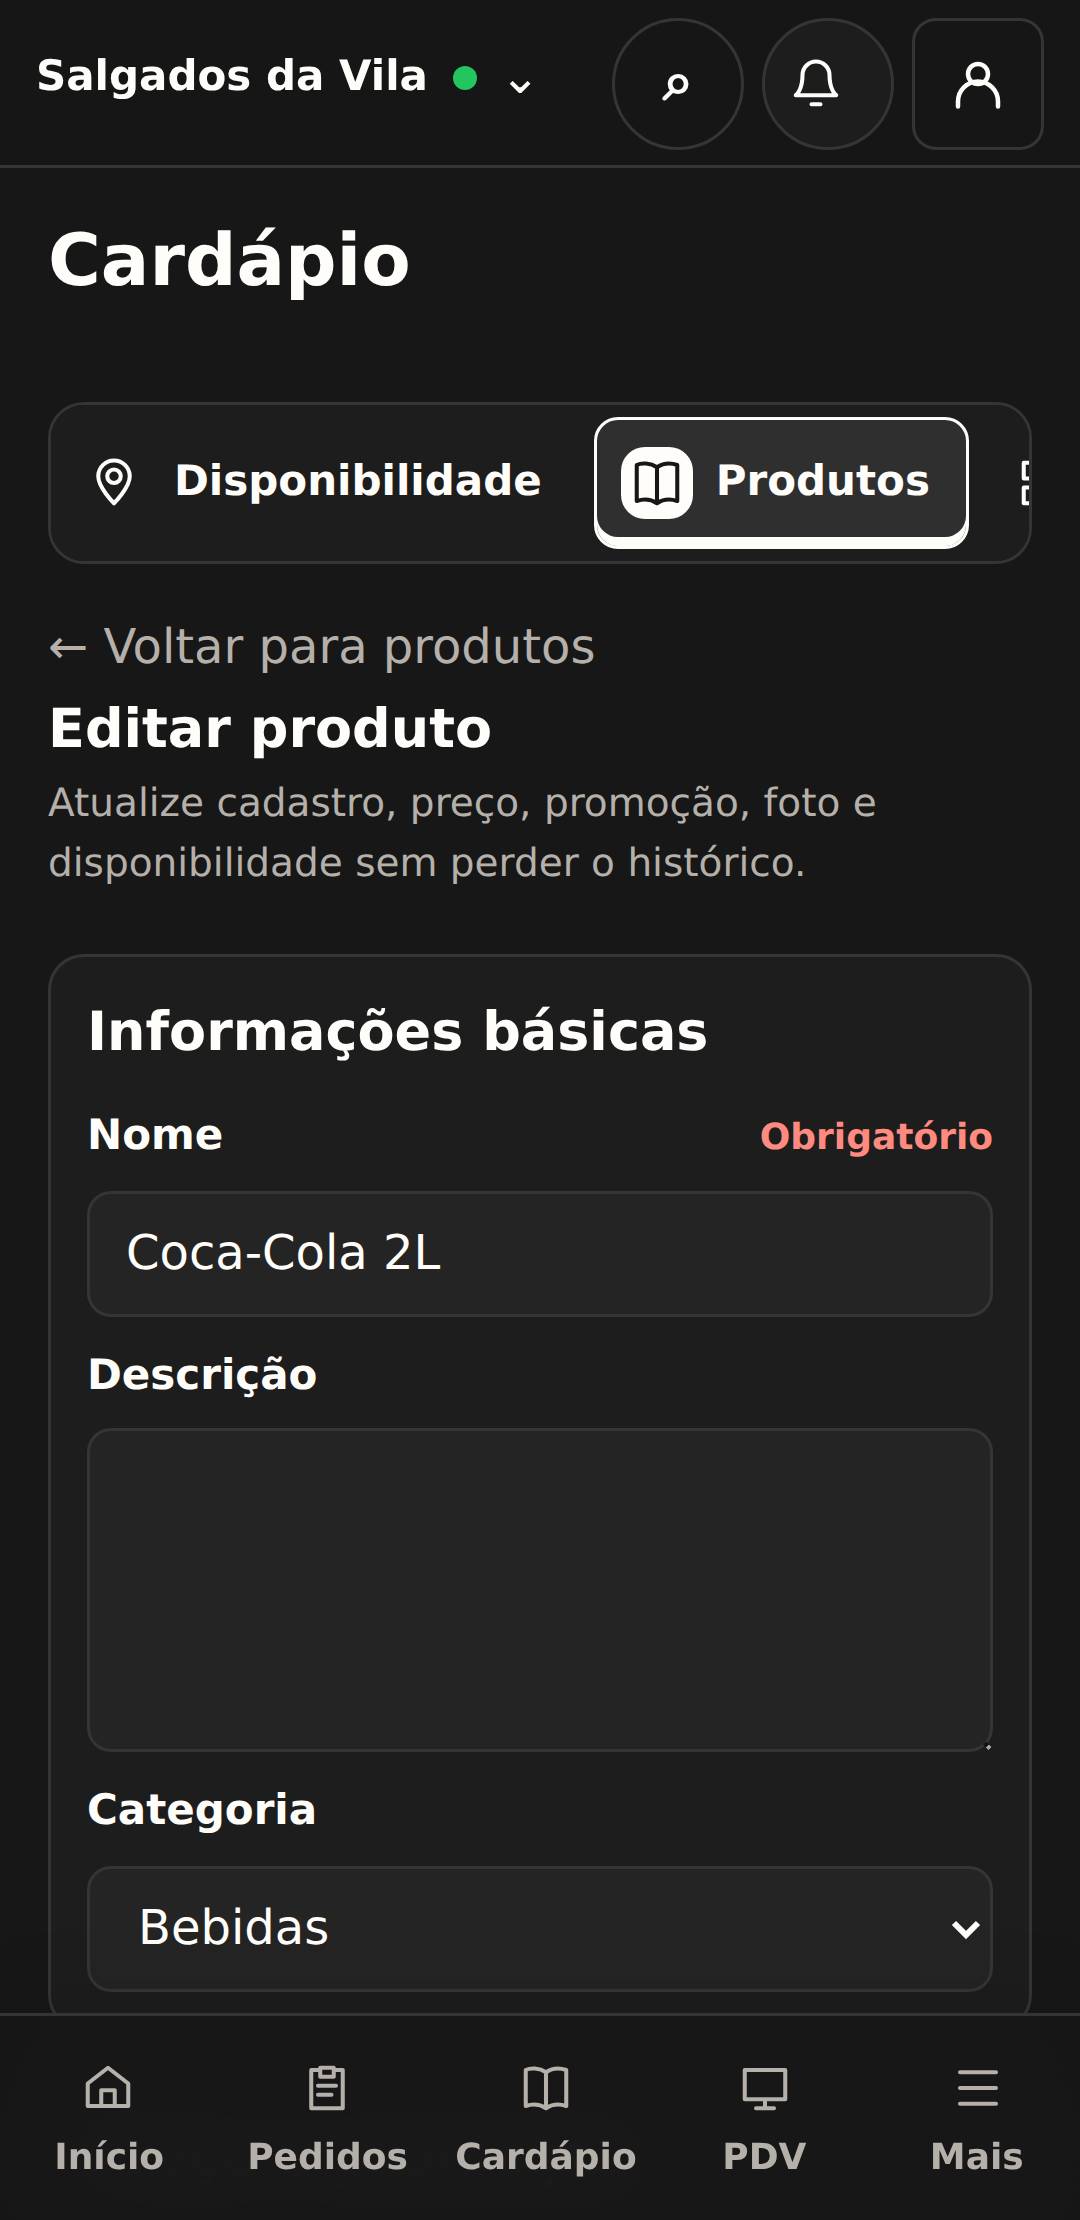 Salgados da Vila
Cardápio
Disponibilidade
Produtos
← Voltar para produtos
Editar produto
Atualize cadastro, preço, promoção, foto e
disponibilidade sem perder o histórico.
Informações básicas
Nome
Obrigatório
Coca-Cola 2L
Descrição
Categoria
Bebidas
Início
Pedidos
Cardápio
PDV
Mais